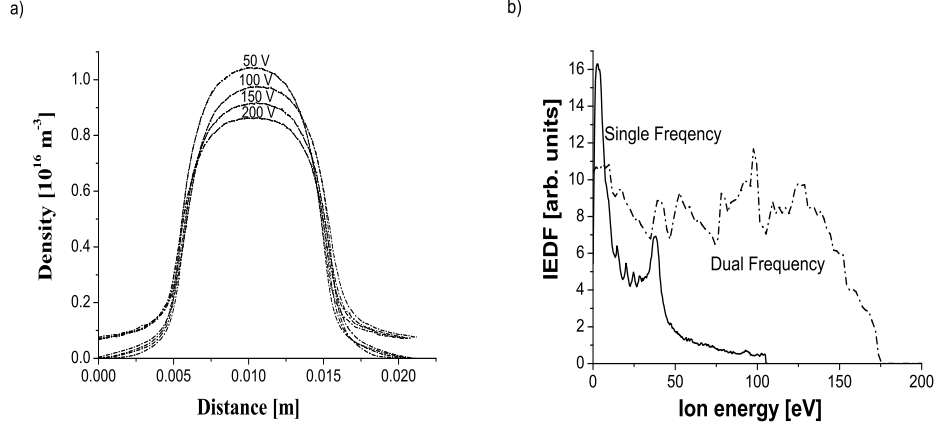 a)
50 V
100 V
150 V
200 V
1.0
0.8
0.6
0.4
0.2
0.0
0.000
0.005
0.010
0.015
0.020
Density [10¹⁶ m⁻³]
Distance [m]
b)
16
14
12
10
8
6
4
2
0
0
50
100
150
200
IEDF [arb. units]
Single Freqency
Dual Frequency
Ion energy [eV]